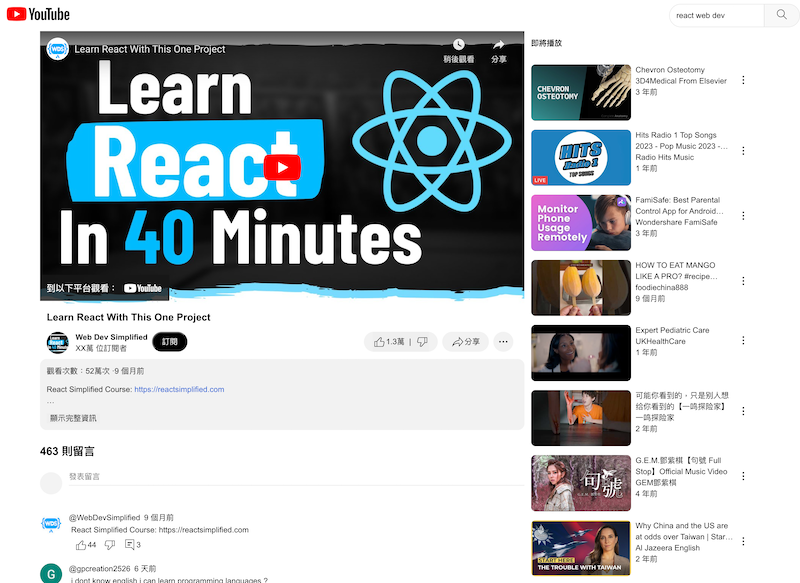 YouTube
react web dev
WDS
Learn React With This One Project
稍後觀看
分享
Learn
React
In 40 Minutes
到以下平台觀看：
YouTube
Learn React With This One Project
Web Dev Simplified
XX萬 位訂閱者
訂閱
1.3萬
分享
觀看次數：52萬次 ·9 個月前
React Simplified Course: https://reactsimplified.com
…
顯示完整資訊
463 則留言
發表留言
WDS
@WebDevSimplified 9 個月前
React Simplified Course: https://reactsimplified.com
44
3
G
@gpcreation2526 6 天前
i dont know english i can learn programming languages ?
即將播放
CHEVRON
OSTEOTOMY
Chevron Osteotomy
3D4Medical From Elsevier
3 年前
HITS
Radio 1
TOP SONGS
LIVE
Hits Radio 1 Top Songs
2023 - Pop Music 2023 -…
Radio Hits Music
1 年前
Monitor
Phone
Usage
Remotely
FamiSafe: Best Parental
Control App for Android…
Wondershare FamiSafe
3 年前
HOW TO EAT MANGO
LIKE A PRO? #recipe…
foodiechina888
9 個月前
Expert Pediatric Care
UKHealthCare
1 年前
可能你看到的，只是别人想
给你看到的【一鸣探险家】
一鸣探险家
2 年前
句號
G.E.M.鄧紫棋【句號 Full
Stop】Official Music Video
GEM鄧紫棋
4 年前
START HERE
THE TROUBLE WITH TAIWAN
Why China and the US are
at odds over Taiwan | Star…
Al Jazeera English
2 年前